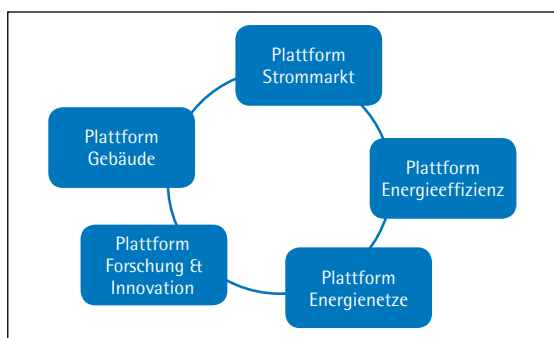 Plattform
Strommarkt
Plattform
Gebäude
Plattform
Energieeffizienz
Plattform
Forschung &
Innovation
Plattform
Energienetze